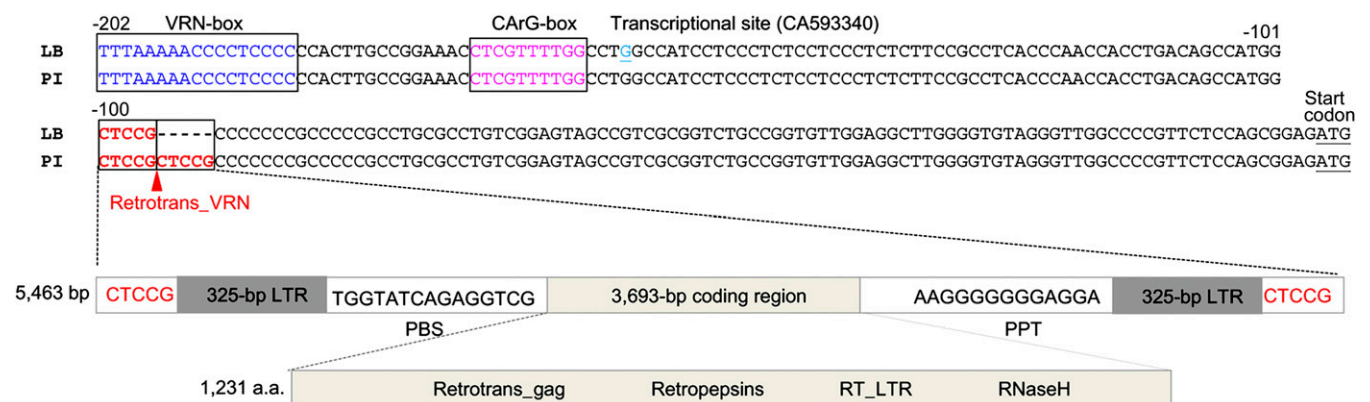 -202 VRN-box CArG-box Transcriptional site (CA593340) -101
LB TTTAAAAACCCCTCCCCCCACTTGCCGGAAACCTCGTTTTGGCCTGGCCATCCTCCCTCTCCTCCCTCTCTTCCGCCTCACCCAACCACCTGACAGCCATGG
PI TTTAAAAACCCCTCCCCCCACTTGCCGGAAACCTCGTTTTGGCCTGGCCATCCTCCCTCTCCTCCCTCTCTTCCGCCTCACCCAACCACCTGACAGCCATGG
-100 Start
codon
LB CTCCG-----CCCCCCCGCCCCCGCCTGCGCCTGTCGGAGTAGCCGTCGCGGTCTGCCGGTGTTGGAGGCTTGGGGTGTAGGGTTGGCCCCGTTCTCCAGCGGAGATG
PI CTCCGCTCCGCCCCCCCGCCCCCGCCTGCGCCTGTCGGAGTAGCCGTCGCGGTCTGCCGGTGTTGGAGGCTTGGGGTGTAGGGTTGGCCCCGTTCTCCAGCGGAGATG
Retrotrans_VRN
5,463 bp CTCCG 325-bp LTR TGGTATCAGAGGTCG 3,693-bp coding region AAGGGGGGGAGGA 325-bp LTR CTCCG
PBS PPT
1,231 a.a. Retrotrans_gag Retropepsins RT_LTR RNaseH